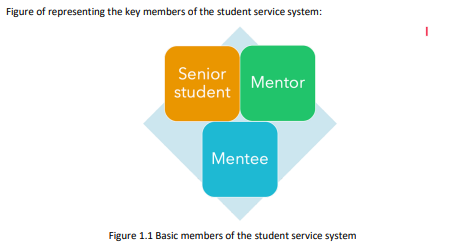 Figure of representing the key members of the student service system:
Senior
student
Mentor
Mentee
Figure 1.1 Basic members of the student service system